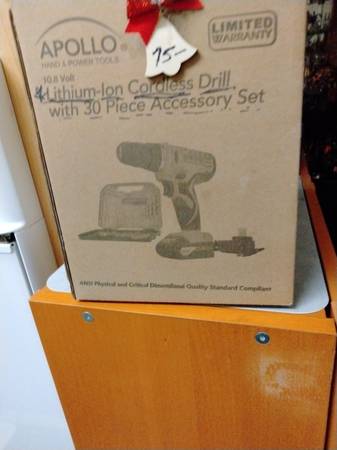 APOLLO®
HAND & POWER TOOLS
LIMITED
WARRANTY
75-
10.8 Volt
Lithium-Ion Cordless Drill
with 30 Piece Accessory Set
ANSI Physical and Critical Dimensional Quality Standard Compliant